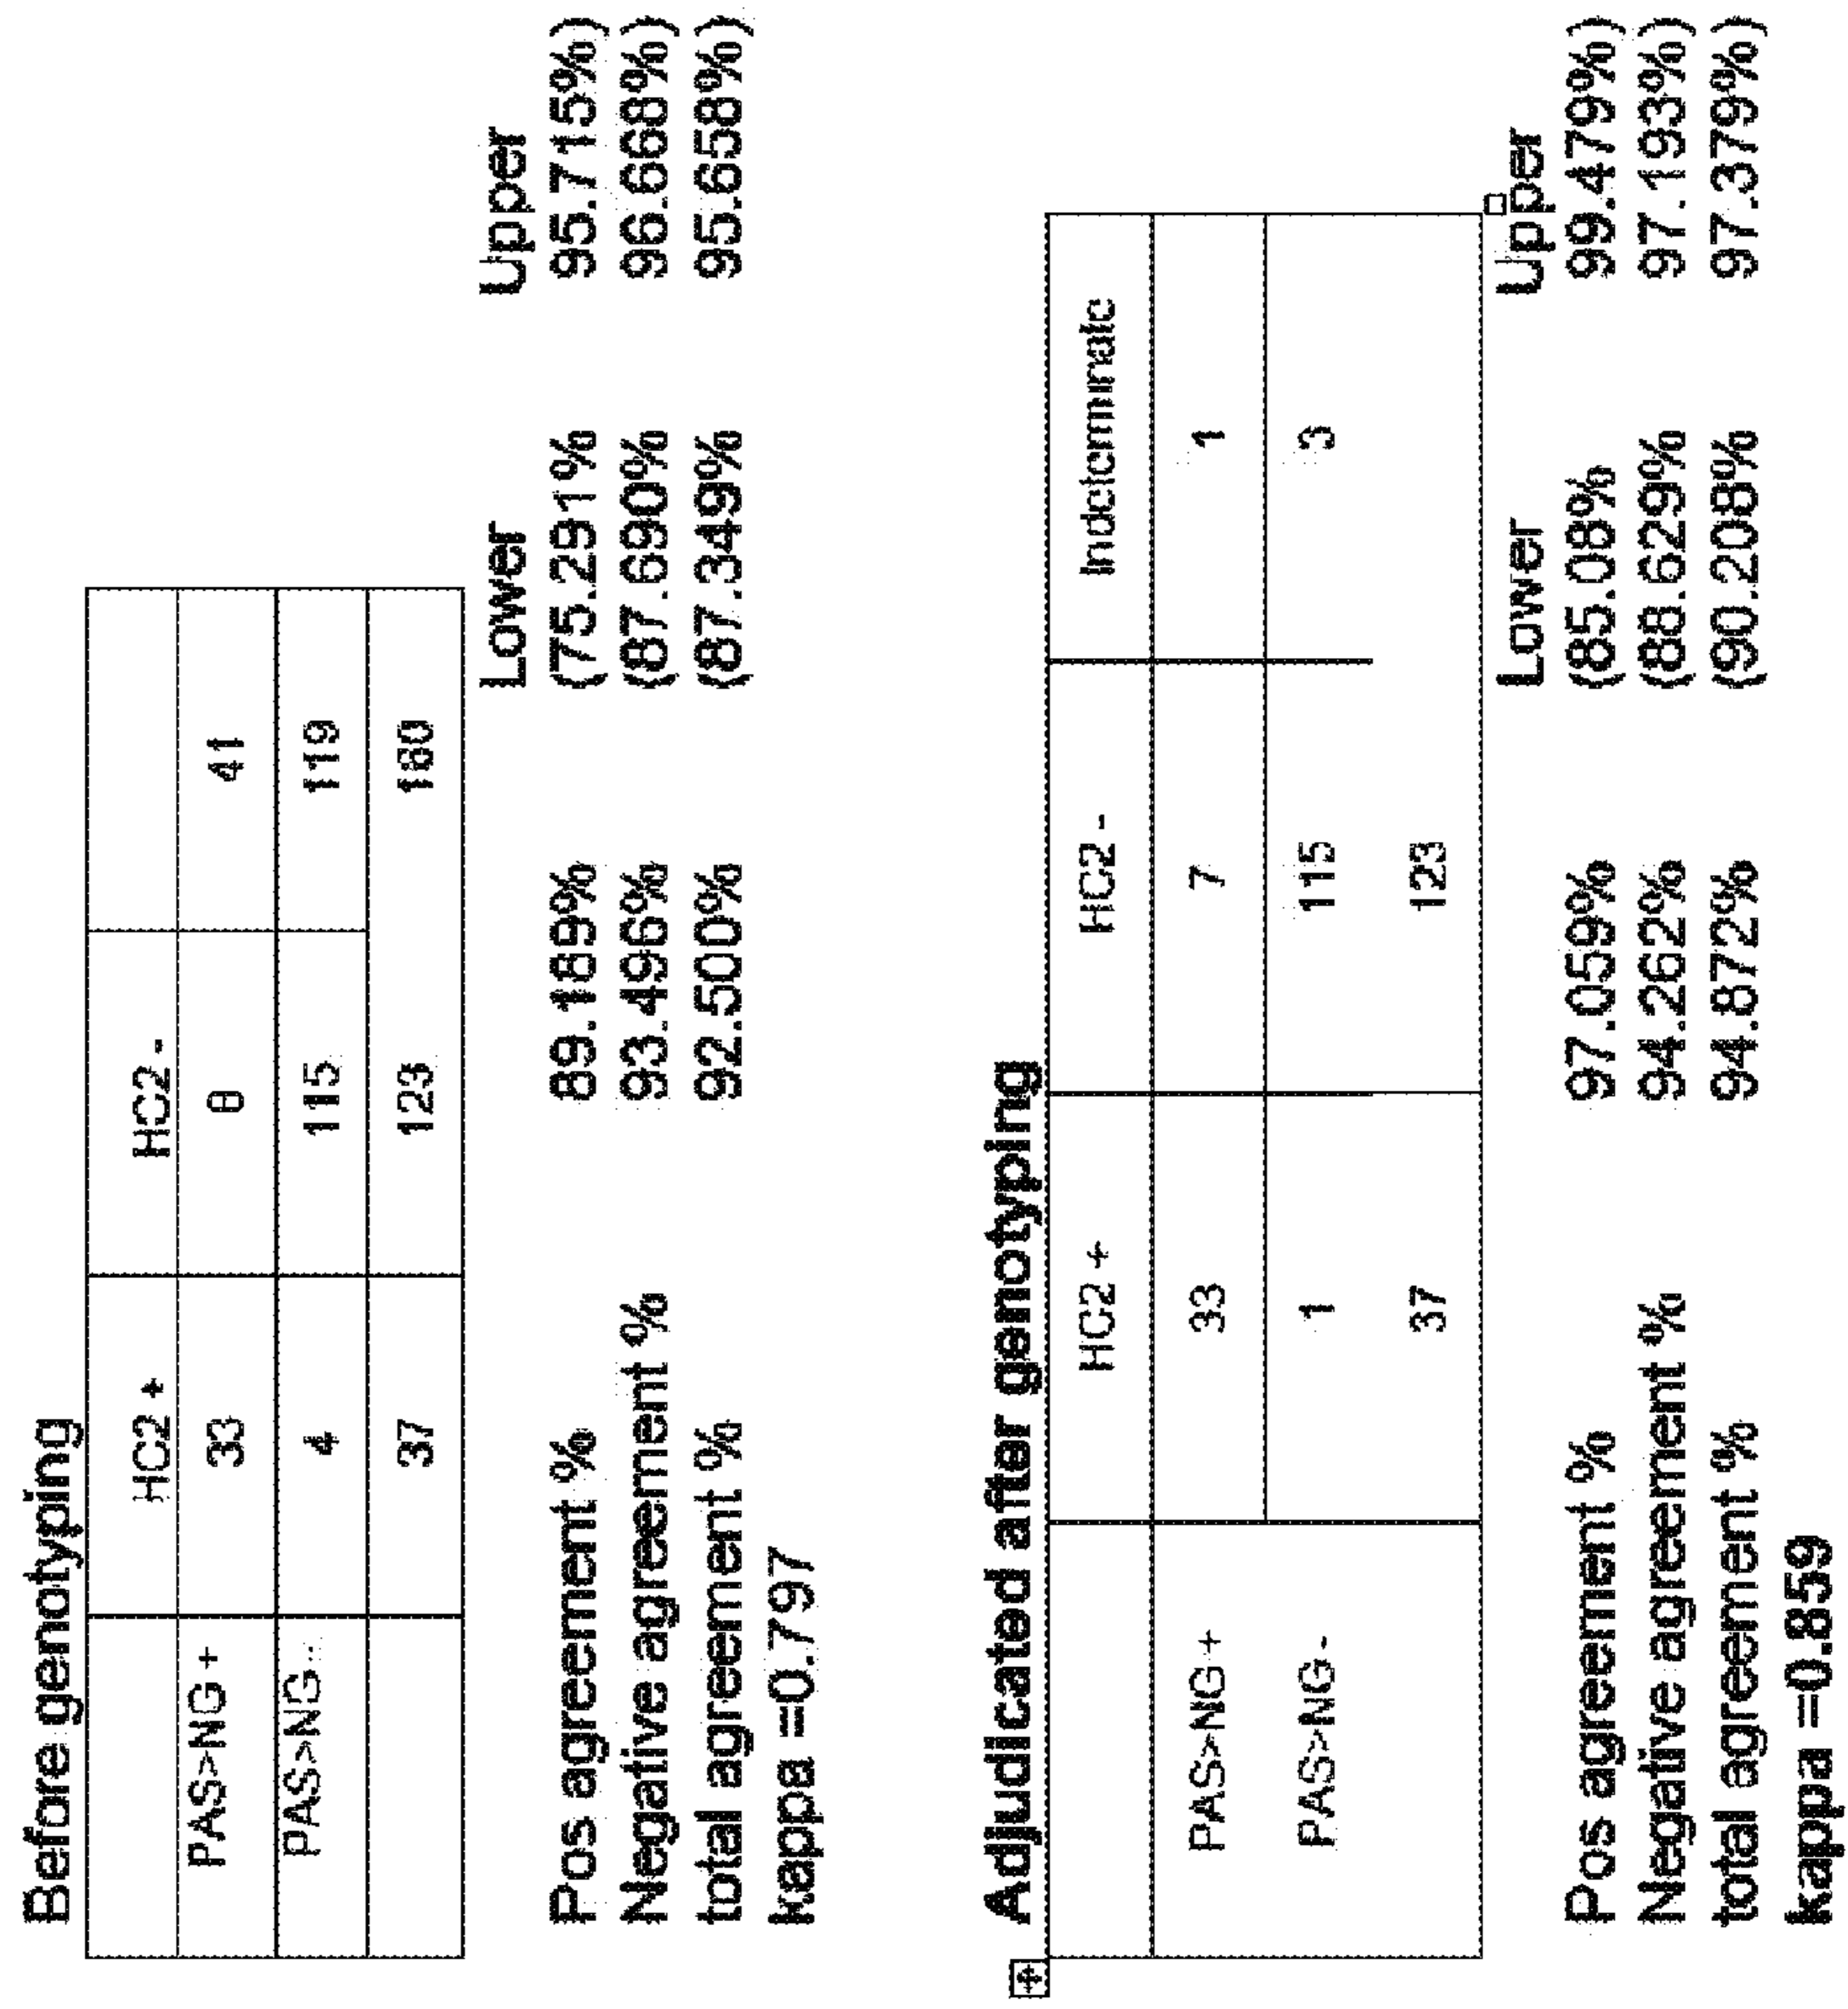 Before genotyping
HC2 + HC2 -
PAS>NG + 33 8 41
PAS>NG - 4 115 119
37 123 160
Lower Upper
Pos agreement % 89.189% (75.291% 95.715%)
Negative agreement % 93.496% (87.690% 96.668%)
total agreement % 92.500% (87.349% 95.658%)
kappa =0.797
Adjudicated after genotyping
HC2 + HC2 - Indeterminate
PAS>NG + 33 7 1
PAS>NG - 1 115 3
37 123
Lower Upper
Pos agreement % 97.059% (85.08% 99.479%)
Negative agreement % 94.262% (88.629% 97.193%)
total agreement % 94.872% (90.208% 97.379%)
kappa =0.859